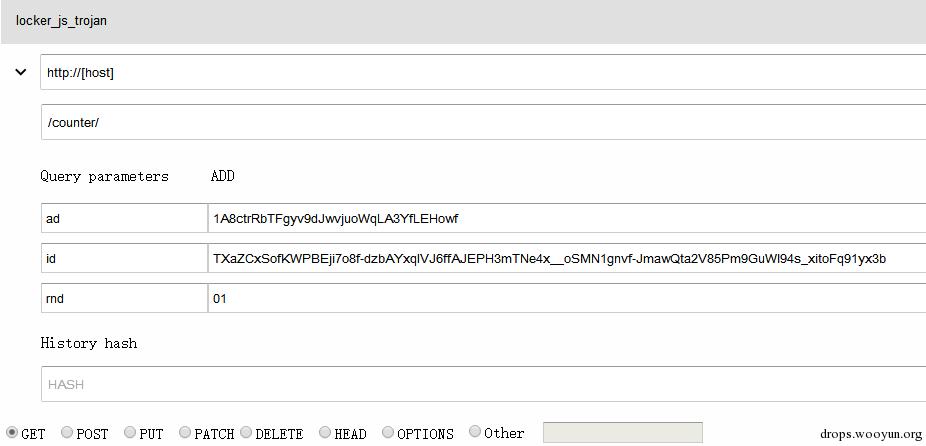 locker_js_trojan
http://[host]
/counter/
Query parameters ADD
ad 1A8ctrRbTFgyv9dJwvjuoWqLA3YfLEHowf
id TXaZCxSofKWPBEji7o8f-dzbAYxqlVJ6ffAJEPH3mTNe4x__oSMN1gnvf-JmawQta2V85Pm9GuWl94s_xitoFq91yx3b
rnd 01
History hash
HASH
GET POST PUT PATCH DELETE HEAD OPTIONS Other
drops.wooyun.org